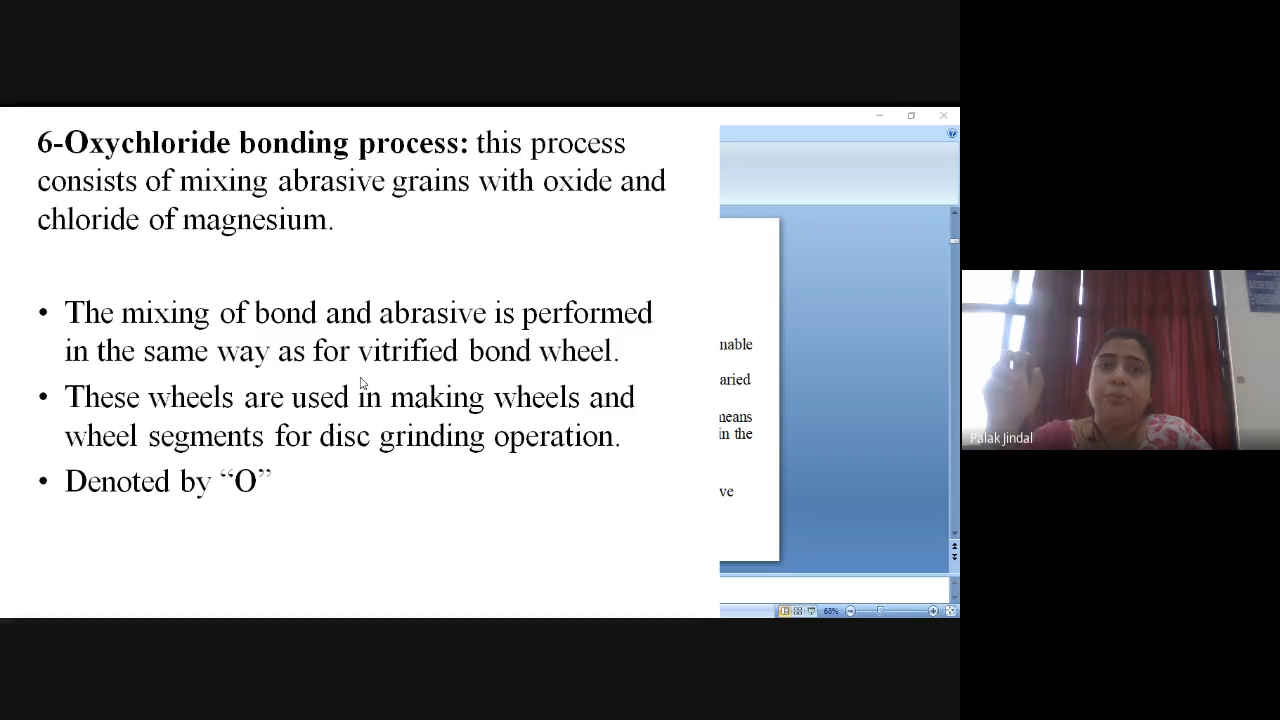 6-Oxychloride bonding process: this process
consists of mixing abrasive grains with oxide and
chloride of magnesium.
• The mixing of bond and abrasive is performed
in the same way as for vitrified bond wheel.
• These wheels are used in making wheels and
wheel segments for disc grinding operation.
• Denoted by “O”
nable
aried
neans
in the
ve
68%
Palak Jindal